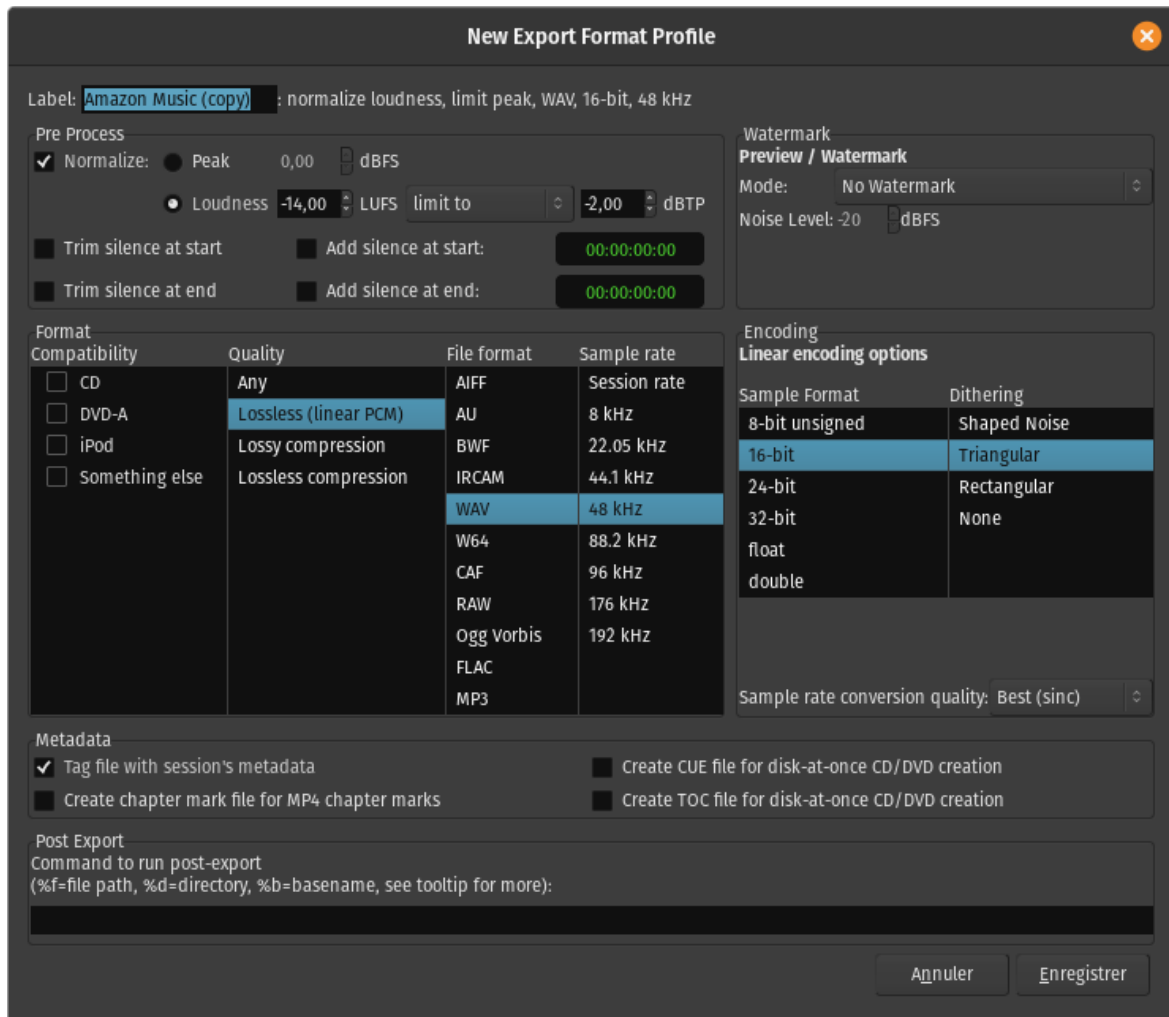 New Export Format Profile
Label: Amazon Music (copy) : normalize loudness, limit peak, WAV, 16-bit, 48 kHz
Pre Process
Normalize: Peak 0,00 dBFS
Loudness -14,00 LUFS limit to -2,00 dBTP
Trim silence at start Add silence at start: 00:00:00:00
Trim silence at end Add silence at end: 00:00:00:00
Watermark
Preview / Watermark
Mode: No Watermark
Noise Level: -20 dBFS
Format
Compatibility Quality File format Sample rate
CD Any AIFF Session rate
DVD-A Lossless (linear PCM) AU 8 kHz
iPod Lossy compression BWF 22.05 kHz
Something else Lossless compression IRCAM 44.1 kHz
WAV 48 kHz
W64 88.2 kHz
CAF 96 kHz
RAW 176 kHz
Ogg Vorbis 192 kHz
FLAC
MP3
Encoding
Linear encoding options
Sample Format Dithering
8-bit unsigned Shaped Noise
16-bit Triangular
24-bit Rectangular
32-bit None
float
double
Sample rate conversion quality: Best (sinc)
Metadata
Tag file with session's metadata Create CUE file for disk-at-once CD/DVD creation
Create chapter mark file for MP4 chapter marks Create TOC file for disk-at-once CD/DVD creation
Post Export
Command to run post-export
(%f=file path, %d=directory, %b=basename, see tooltip for more):
Annuler Enregistrer